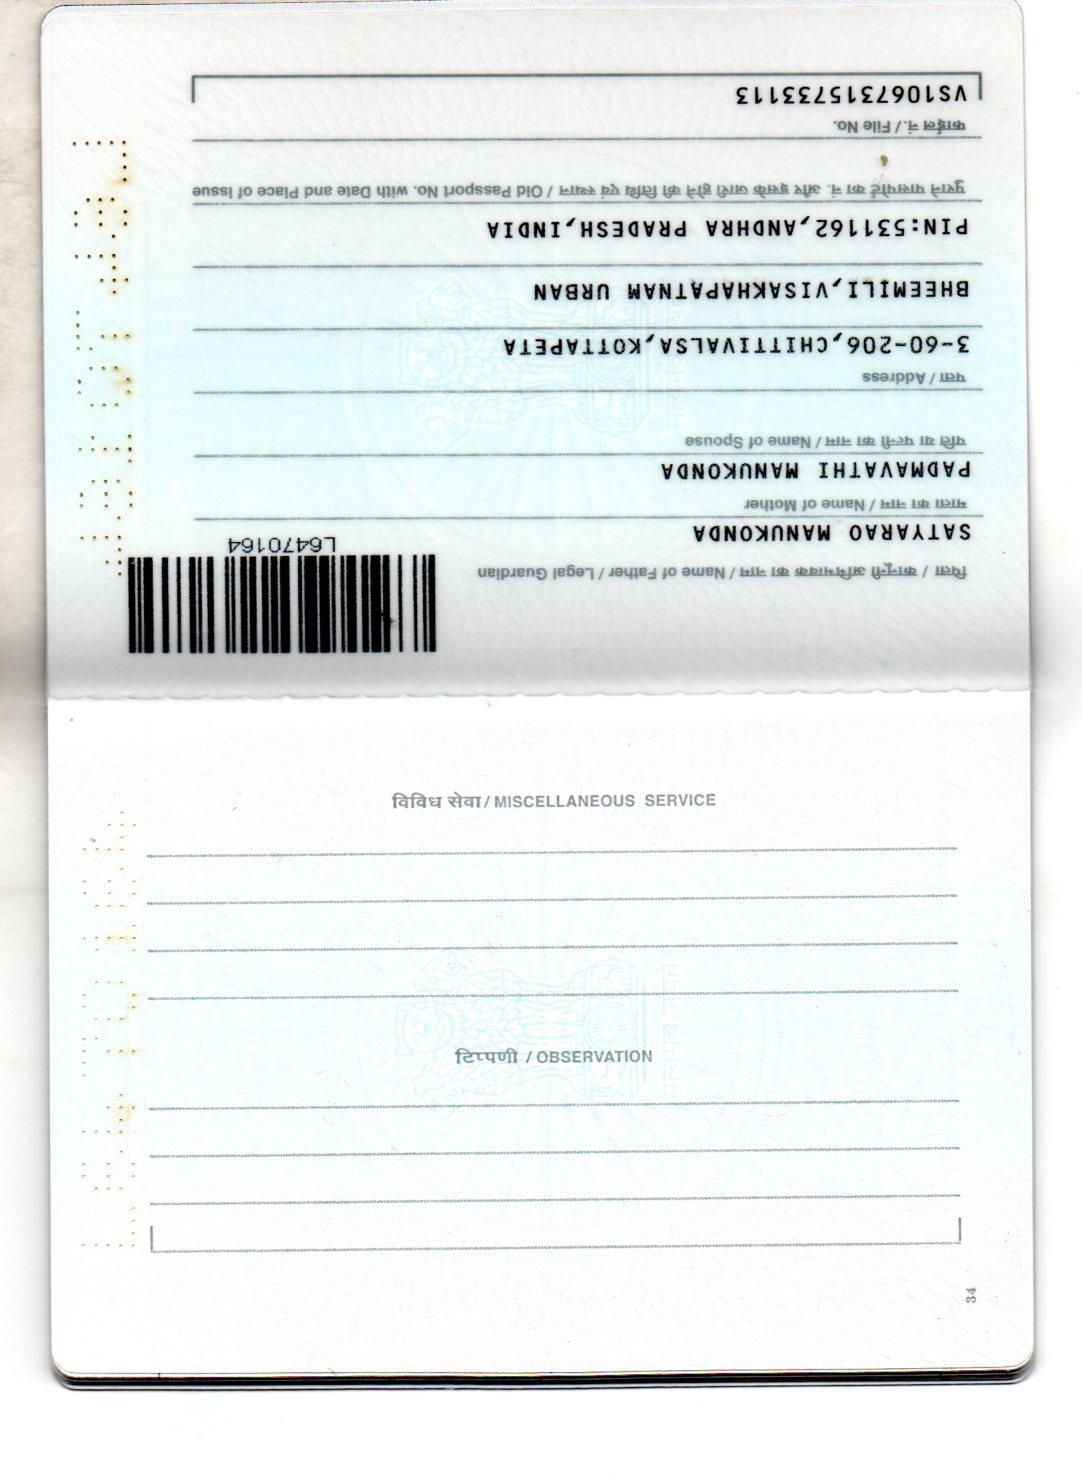 पिता / कानूनी अभिभावक का नाम / Name of Father / Legal Guardian
SATYARAO MANUKONDA
माता का नाम / Name of Mother
PADMAVATHI MANUKONDA
पति या पत्नी का नाम / Name of Spouse
पता / Address
3-60-206,CHITTIVALSA,KOTTAPETA
BHEEMILI,VISAKHAPATNAM URBAN
PIN:531162,ANDHRA PRADESH,INDIA
पुराने पासपोर्ट का नं. और इसके जारी होने की तिथि एवं स्थान / Old Passport No. with Date and Place of Issue
फाईल नं. / File No.
VS1067315733113
L6470164
विविध सेवा / MISCELLANEOUS SERVICE
टिप्पणी / OBSERVATION
34